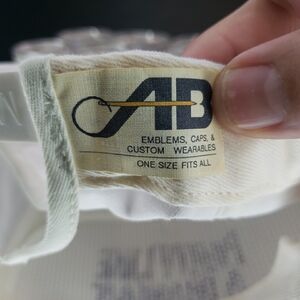 AB
EMBLEMS, CAPS, &
CUSTOM WEARABLES
ONE SIZE FITS ALL